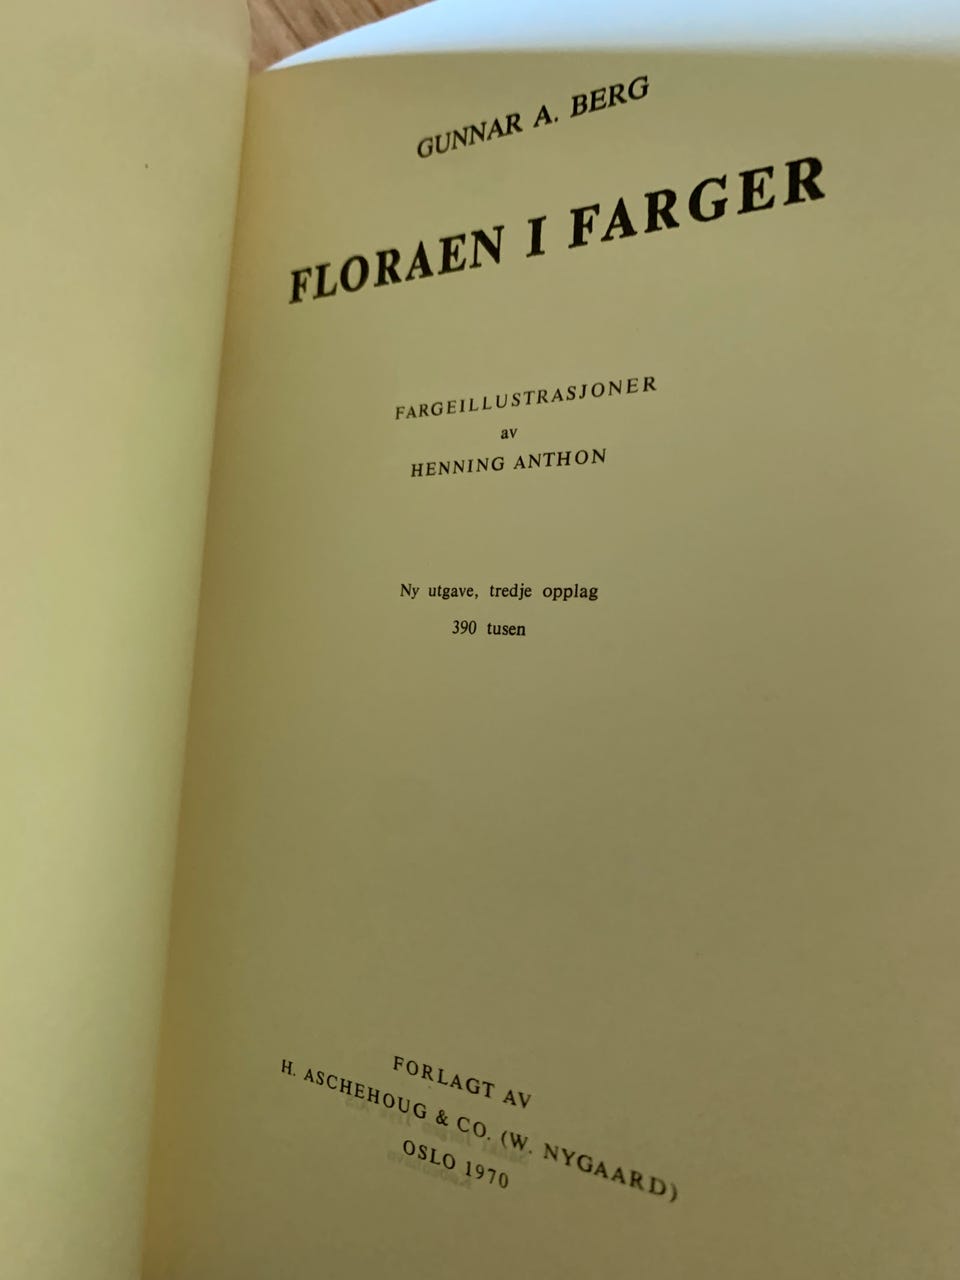 GUNNAR A. BERG
FLORAEN I FARGER
FARGEILLUSTRASJONER
av
HENNING ANTHON
Ny utgave, tredje opplag
390 tusen
FORLAGT AV
H. ASCHEHOUG & CO. (W. NYGAARD)
OSLO 1970